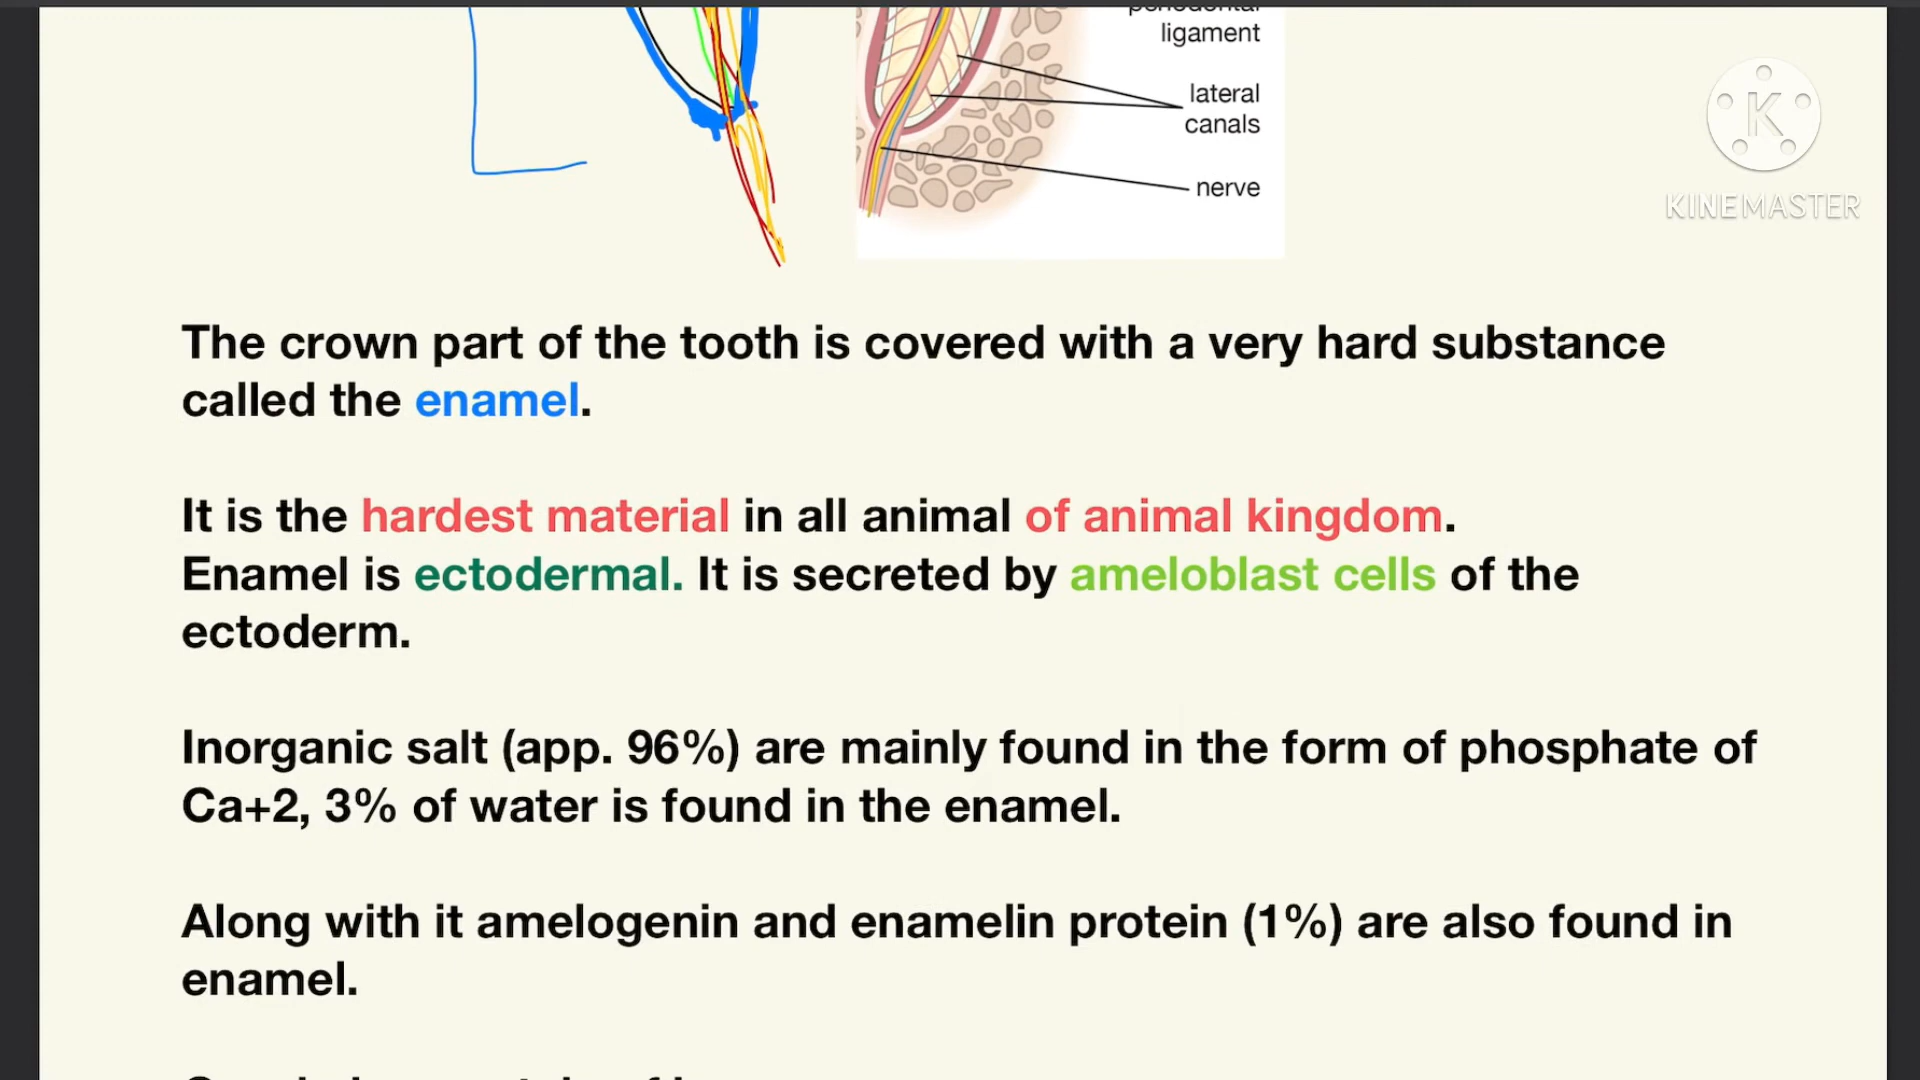 ligament
lateral
canals
nerve
K
KINEMASTER
The crown part of the tooth is covered with a very hard substance
called the enamel.
It is the hardest material in all animal of animal kingdom.
Enamel is ectodermal. It is secreted by ameloblast cells of the
ectoderm.
Inorganic salt (app. 96%) are mainly found in the form of phosphate of
Ca+2, 3% of water is found in the enamel.
Along with it amelogenin and enamelin protein (1%) are also found in
enamel.